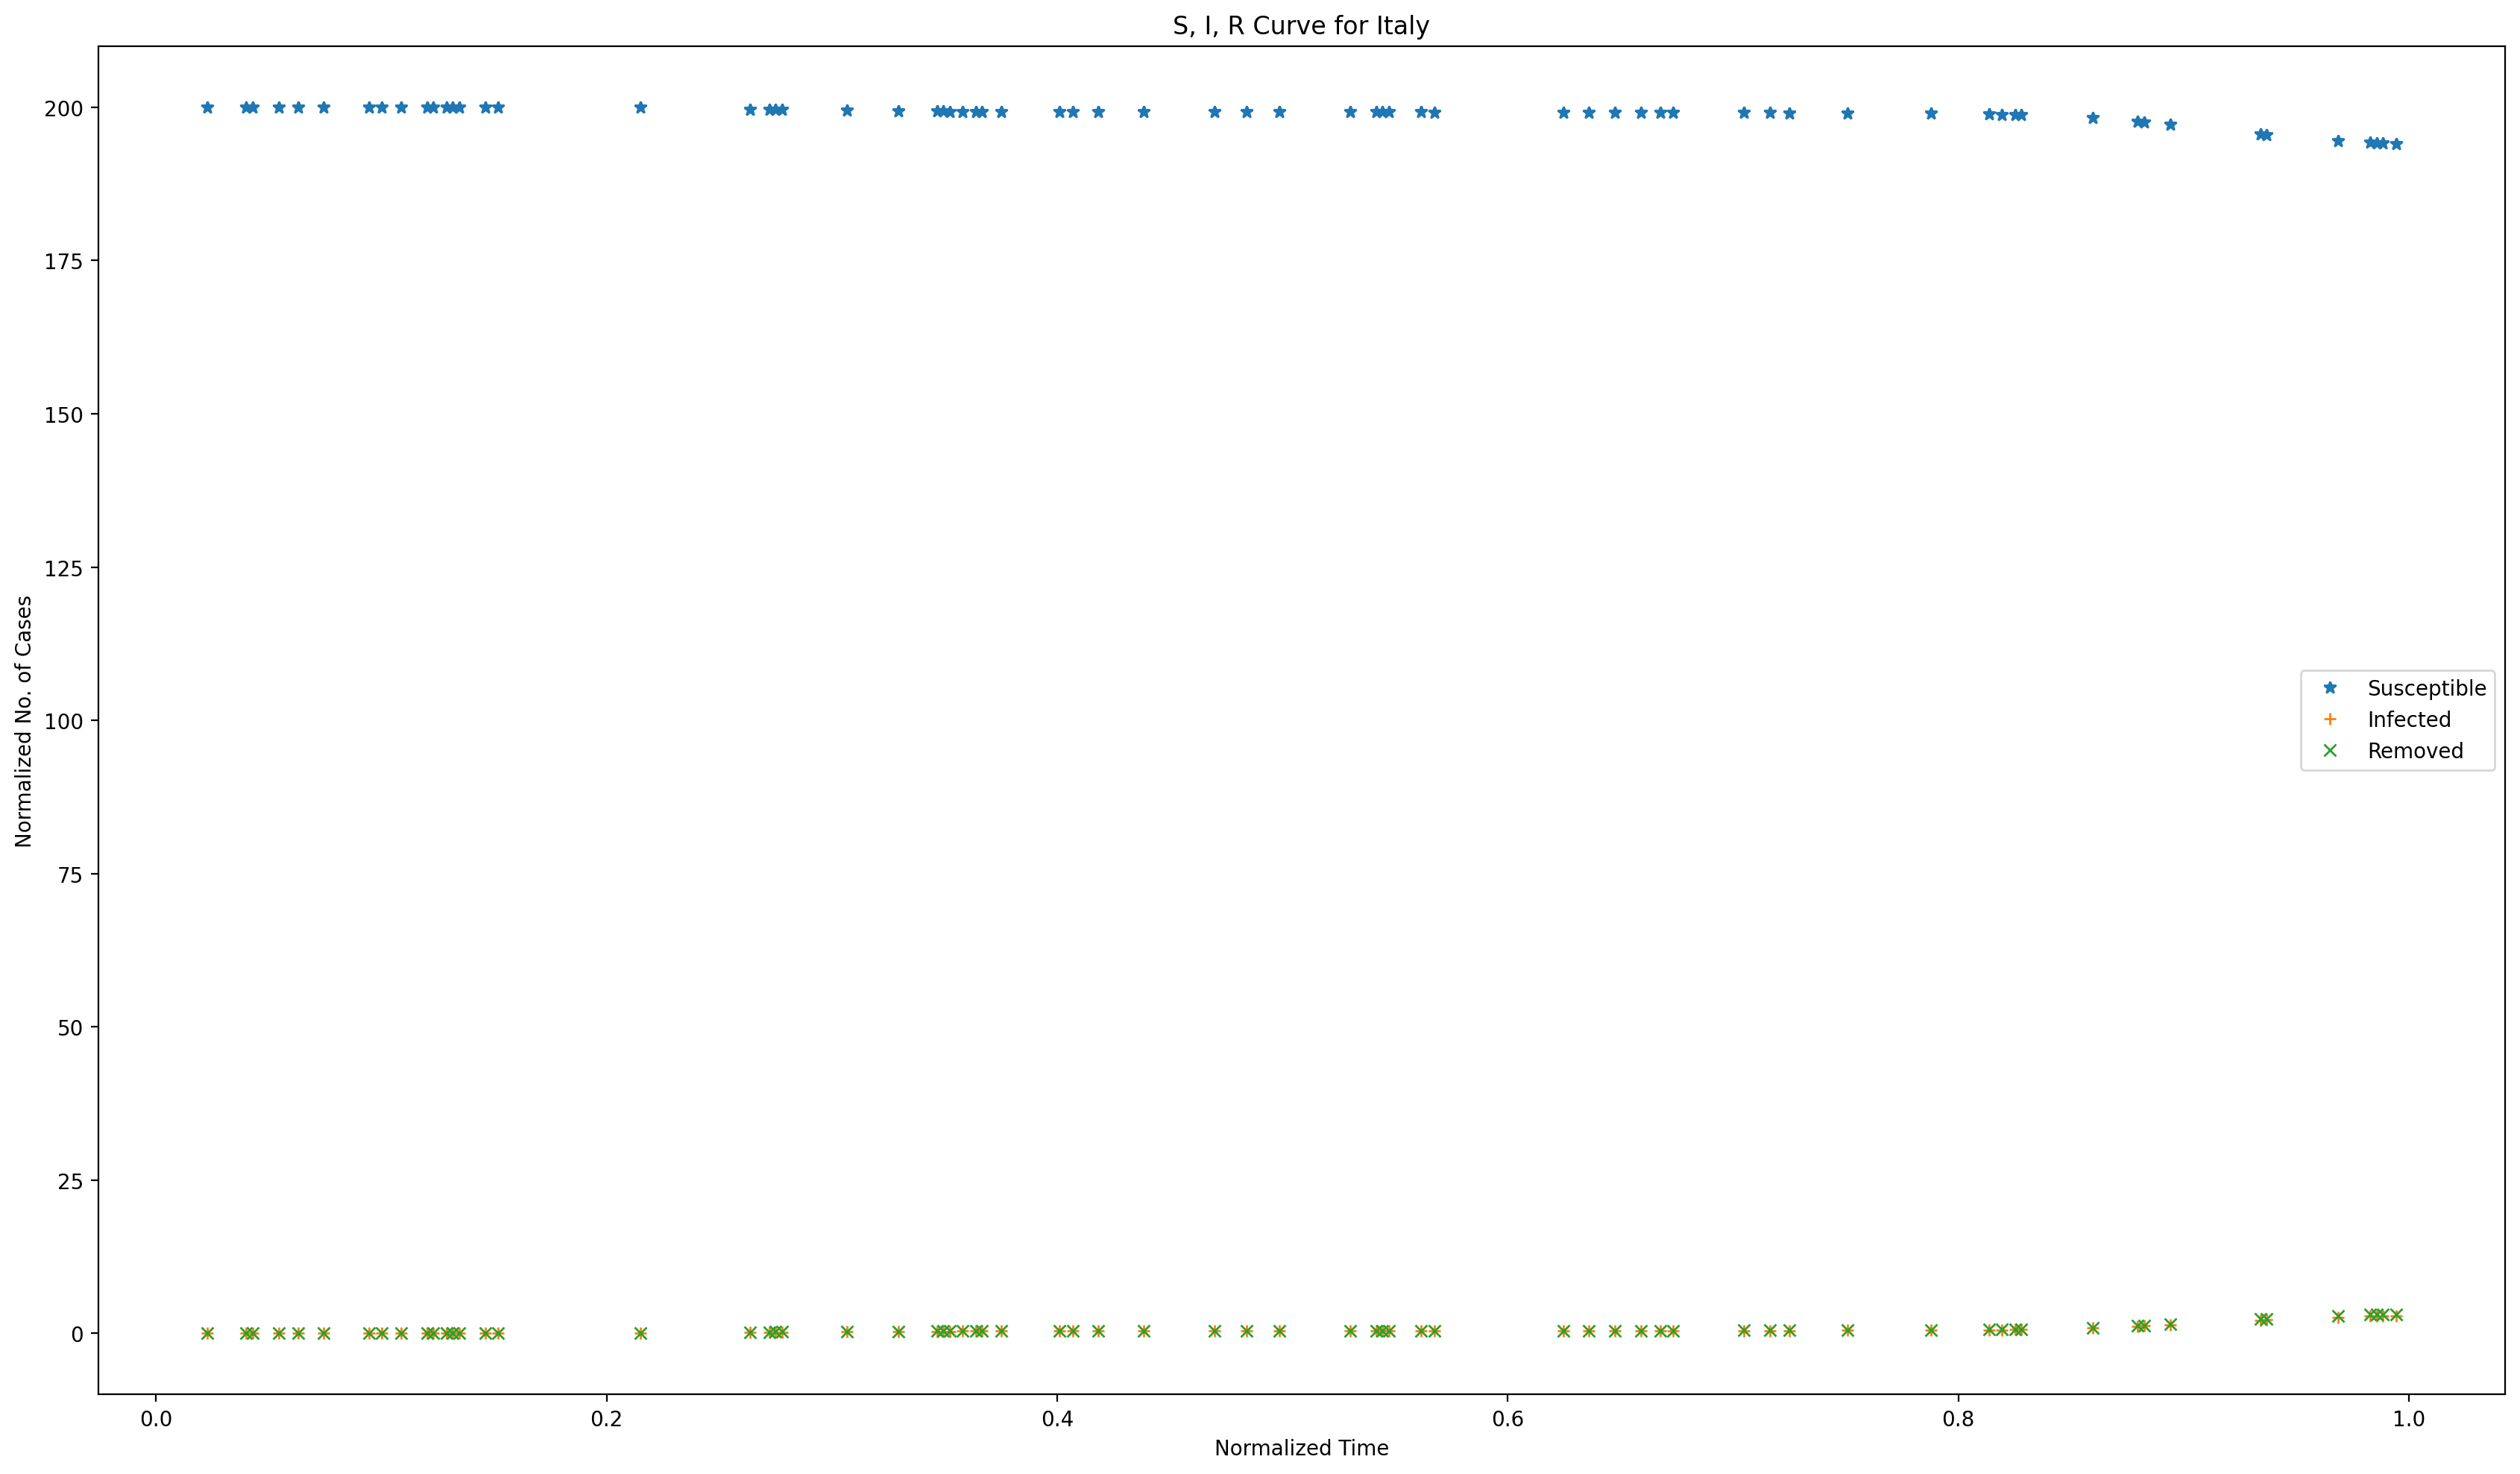 S, I, R Curve for Italy
Normalized No. of Cases
200
175
150
125
100
75
50
25
0
Susceptible
Infected
Removed
0.0 0.2 0.4 0.6 0.8 1.0
Normalized Time